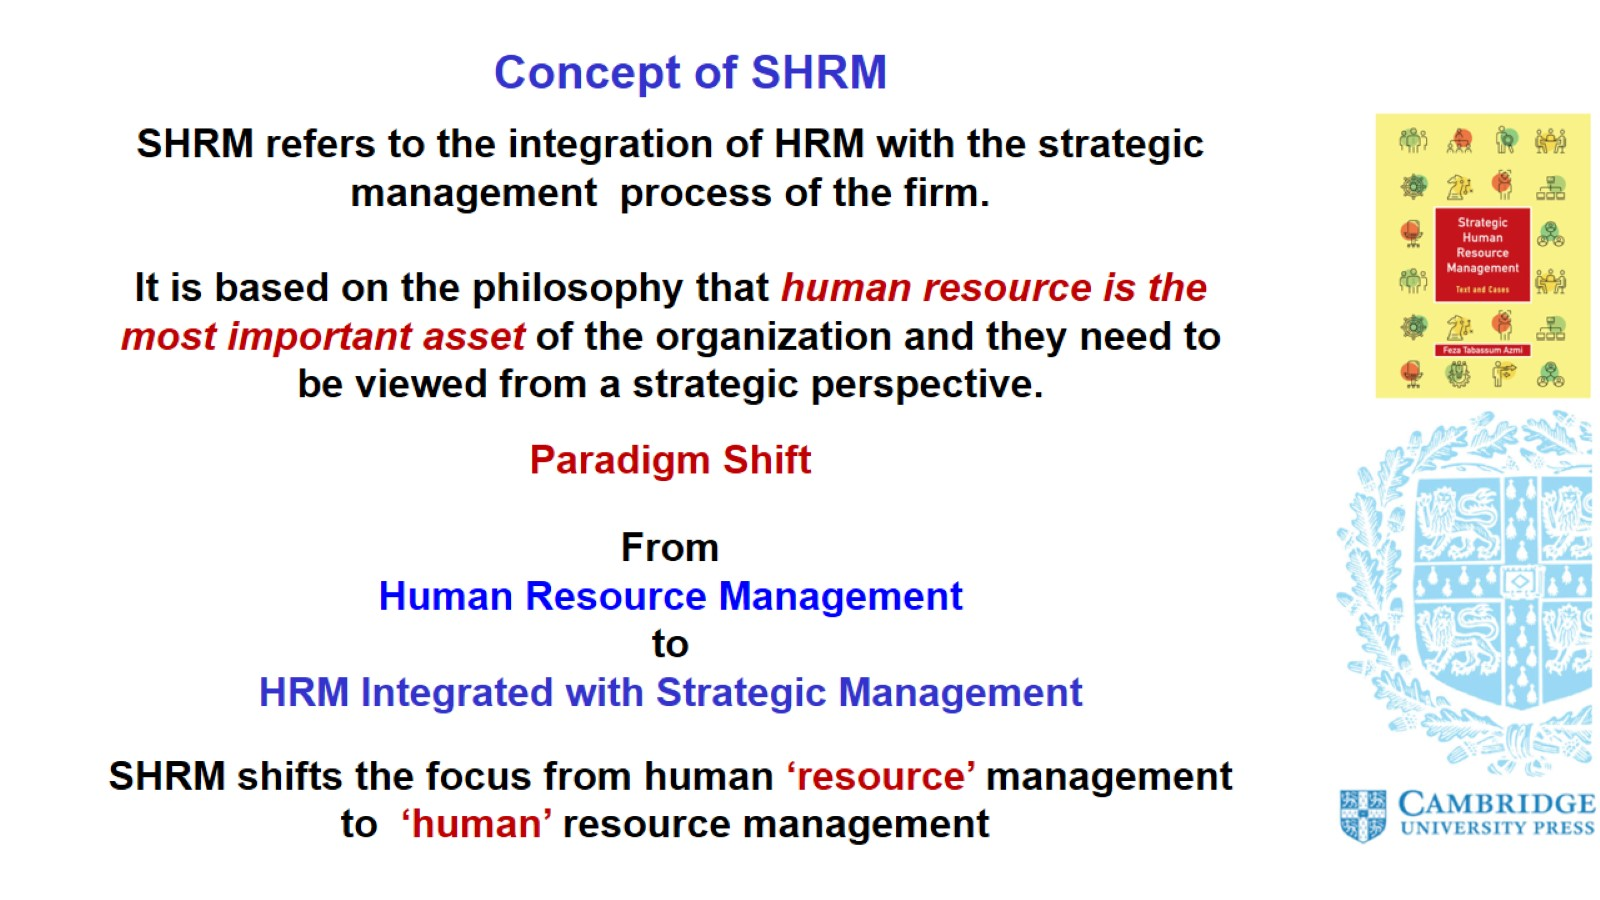 Concept of SHRM
SHRM refers to the integration of HRM with the strategic
management process of the firm.
It is based on the philosophy that human resource is the
most important asset of the organization and they need to
be viewed from a strategic perspective.
Paradigm Shift
From
Human Resource Management
to
HRM Integrated with Strategic Management
SHRM shifts the focus from human ‘resource’ management
to ‘human’ resource management
Strategic
Human
Resource
Management
Text and Cases
Feza Tabassum Azmi
CAMBRIDGE
UNIVERSITY PRESS